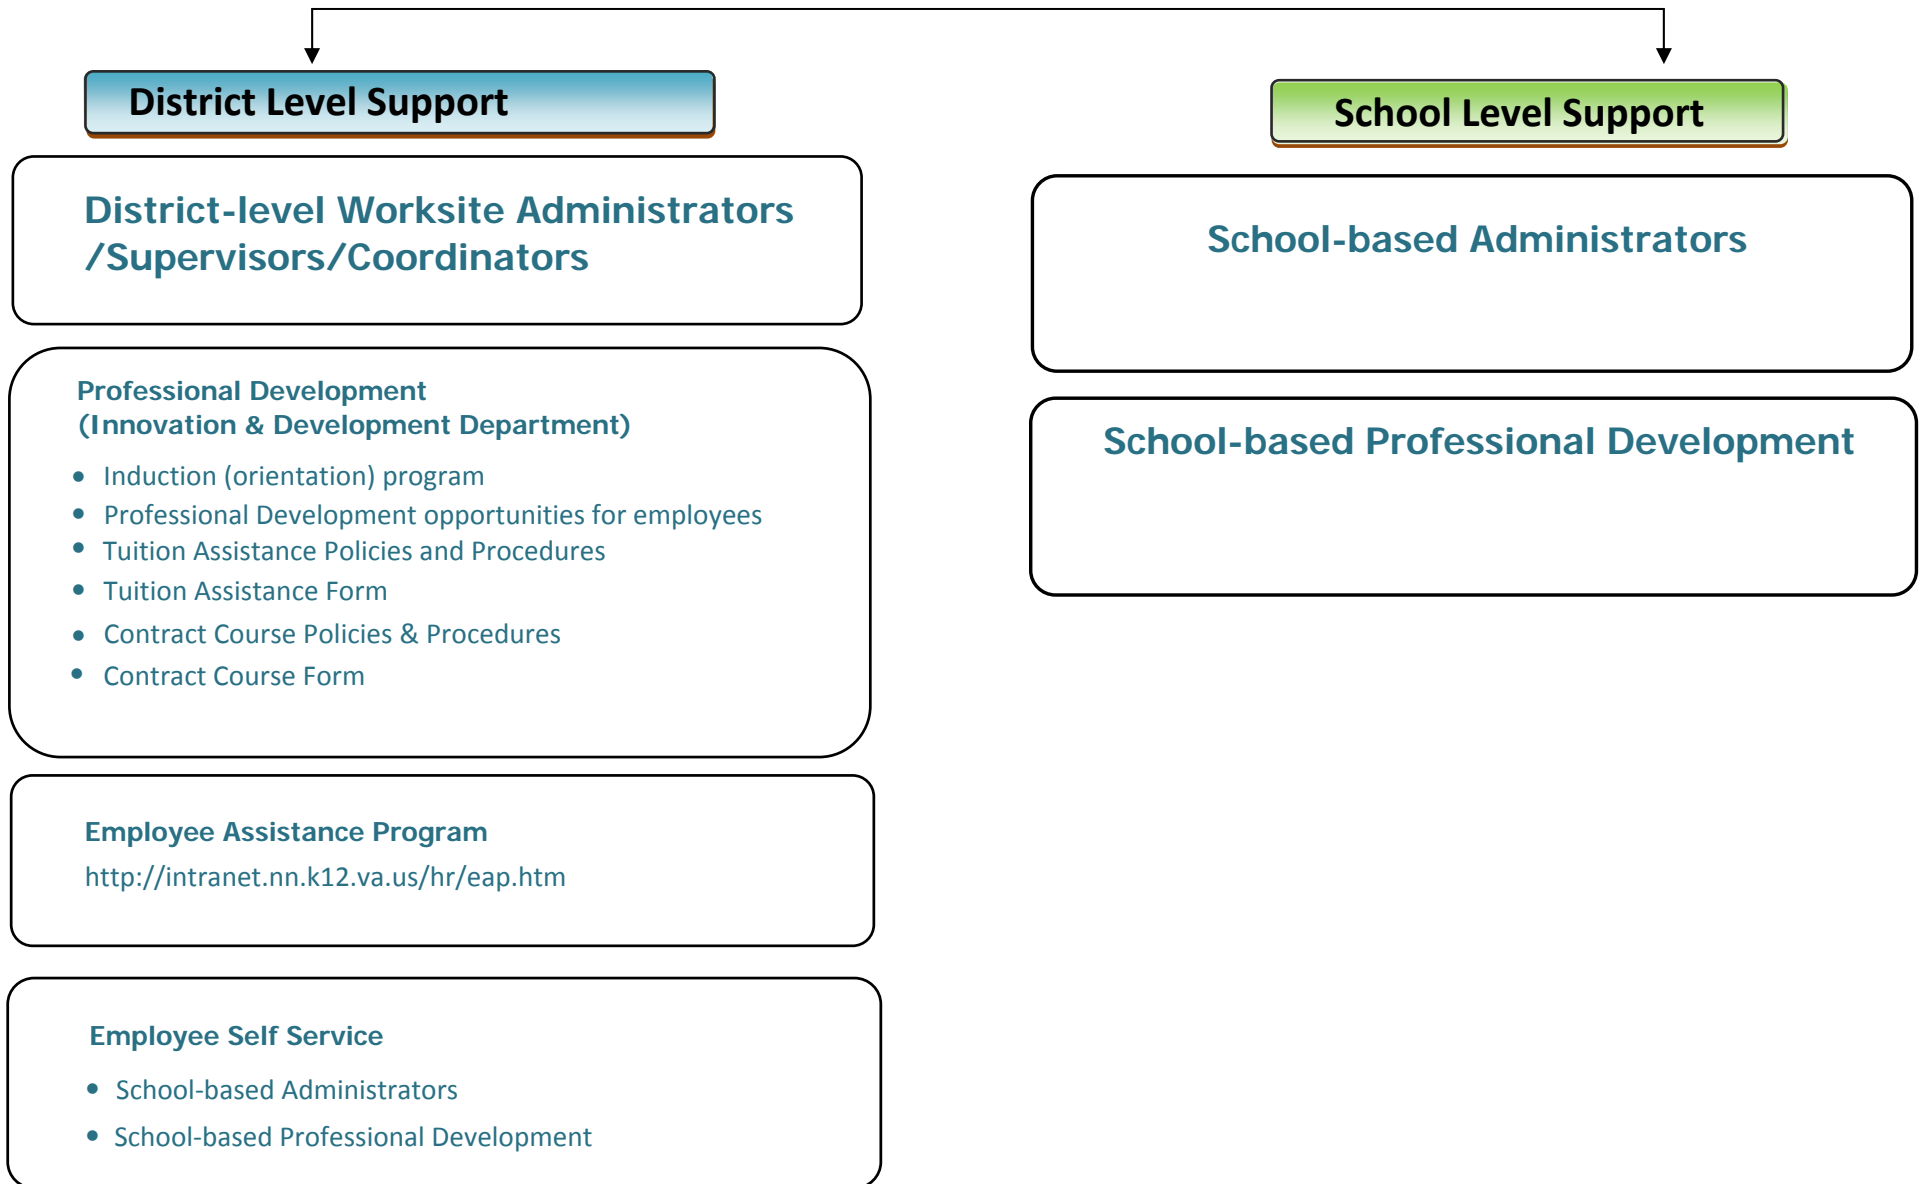 District Level Support
District-level Worksite Administrators
/Supervisors/Coordinators
Professional Development
(Innovation & Development Department)
• Induction (orientation) program
• Professional Development opportunities for employees
• Tuition Assistance Policies and Procedures
• Tuition Assistance Form
• Contract Course Policies & Procedures
• Contract Course Form
Employee Assistance Program
http://intranet.nn.k12.va.us/hr/eap.htm
Employee Self Service
• School-based Administrators
• School-based Professional Development
School Level Support
School-based Administrators
School-based Professional Development